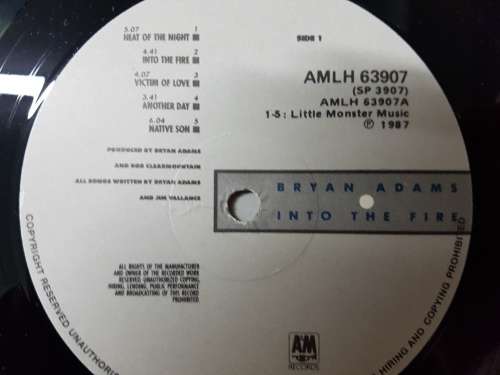 5.07 HEAT OF THE NIGHT 1
4.41 INTO THE FIRE 2
4.07 VICTIM OF LOVE 3
3.41 ANOTHER DAY 4
6.04 NATIVE SON 5
SIDE 1
AMLH 63907
(SP 3907)
AMLH 63907A
1-5: Little Monster Music
℗ 1987
PRODUCED BY BRYAN ADAMS
AND BOB CLEARMOUNTAIN
ALL SONGS WRITTEN BY BRYAN ADAMS
AND JIM VALLANCE
BRYAN ADAMS
INTO THE FIRE
ALL RIGHTS OF THE MANUFACTURER
AND OWNER OF THE RECORDED WORK
RESERVED UNAUTHORIZED COPYING,
HIRING, LENDING, PUBLIC PERFORMANCE
AND BROADCASTING OF THIS RECORD
PROHIBITED
A&M
RECORDS
COPYRIGHT RESERVED UNAUTHORIS
HIRING AND COPYING PROHIBITED